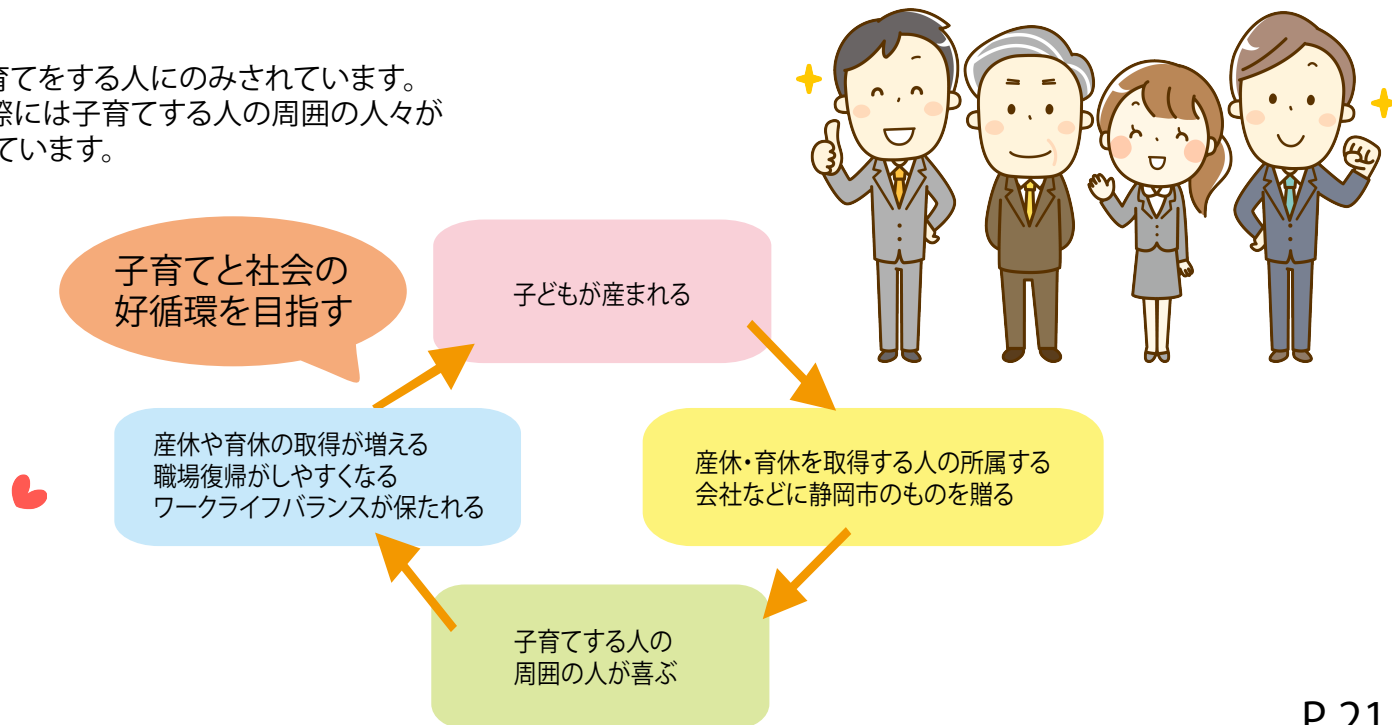 育てをする人にのみされています。
際には子育てする人の周囲の人々が
ています。
子育てと社会の
好循環を目指す
子どもが産まれる
産休や育休の取得が増える
職場復帰がしやすくなる
ワークライフバランスが保たれる
産休・育休を取得する人の所属する
会社などに静岡市のものを贈る
子育てする人の
周囲の人が喜ぶ
P.21